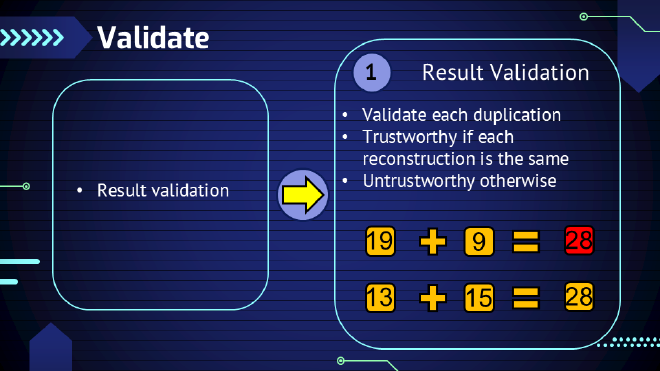 Validate
• Result validation
1 Result Validation
• Validate each duplication
• Trustworthy if each
reconstruction is the same
• Untrustworthy otherwise
19 + 9 = 28
13 + 15 = 28